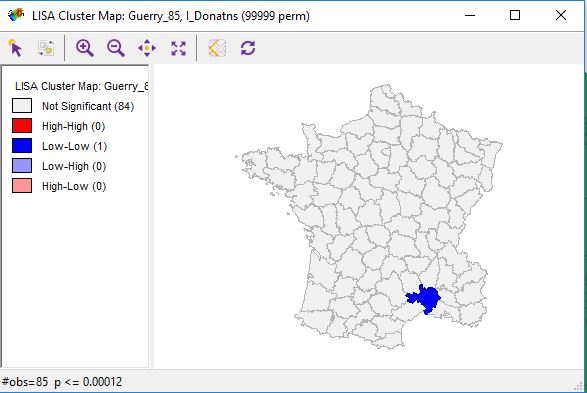 LISA Cluster Map: Guerry_85, I_Donatns (99999 perm)
LISA Cluster Map: Guerry_8
Not Significant (84)
High-High (0)
Low-Low (1)
Low-High (0)
High-Low (0)
#obs=85 p <= 0.00012